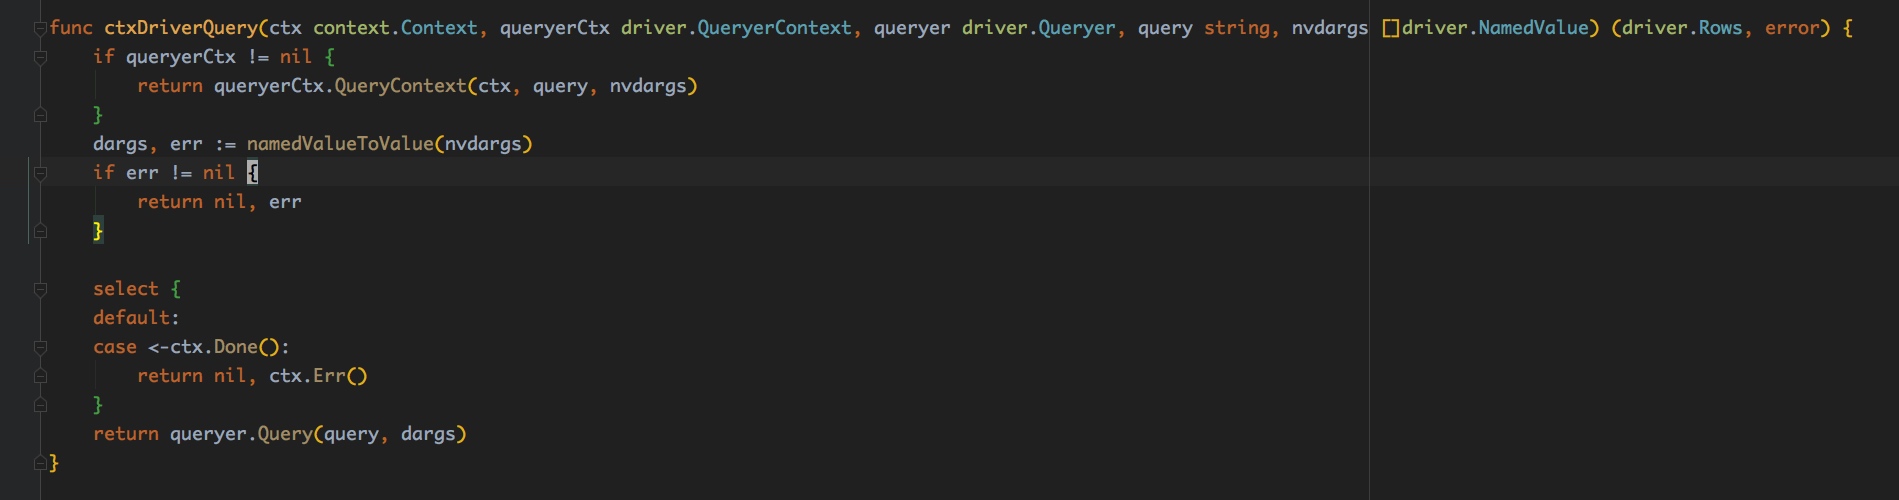 func ctxDriverQuery(ctx context.Context, queryerCtx driver.QueryerContext, queryer driver.Queryer, query string, nvdargs []driver.NamedValue) (driver.Rows, error) {
    if queryerCtx != nil {
        return queryerCtx.QueryContext(ctx, query, nvdargs)
    }
    dargs, err := namedValueToValue(nvdargs)
    if err != nil {
        return nil, err
    }

    select {
    default:
    case <-ctx.Done():
        return nil, ctx.Err()
    }
    return queryer.Query(query, dargs)
}